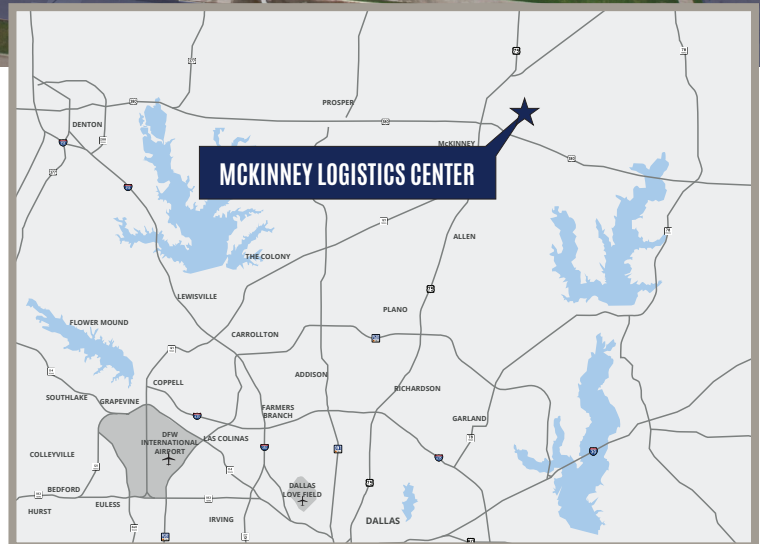 PROSPER
DENTON
McKINNEY
MCKINNEY LOGISTICS CENTER
ALLEN
THE COLONY
LEWISVILLE
PLANO
FLOWER MOUND
CARROLLTON
ADDISON
COPPELL
RICHARDSON
SOUTHLAKE
GRAPEVINE
FARMERS
BRANCH
GARLAND
DFW
INTERNATIONAL
AIRPORT
LAS COLINAS
COLLEYVILLE
DALLAS
LOVE FIELD
BEDFORD
EULESS
HURST
IRVING
DALLAS